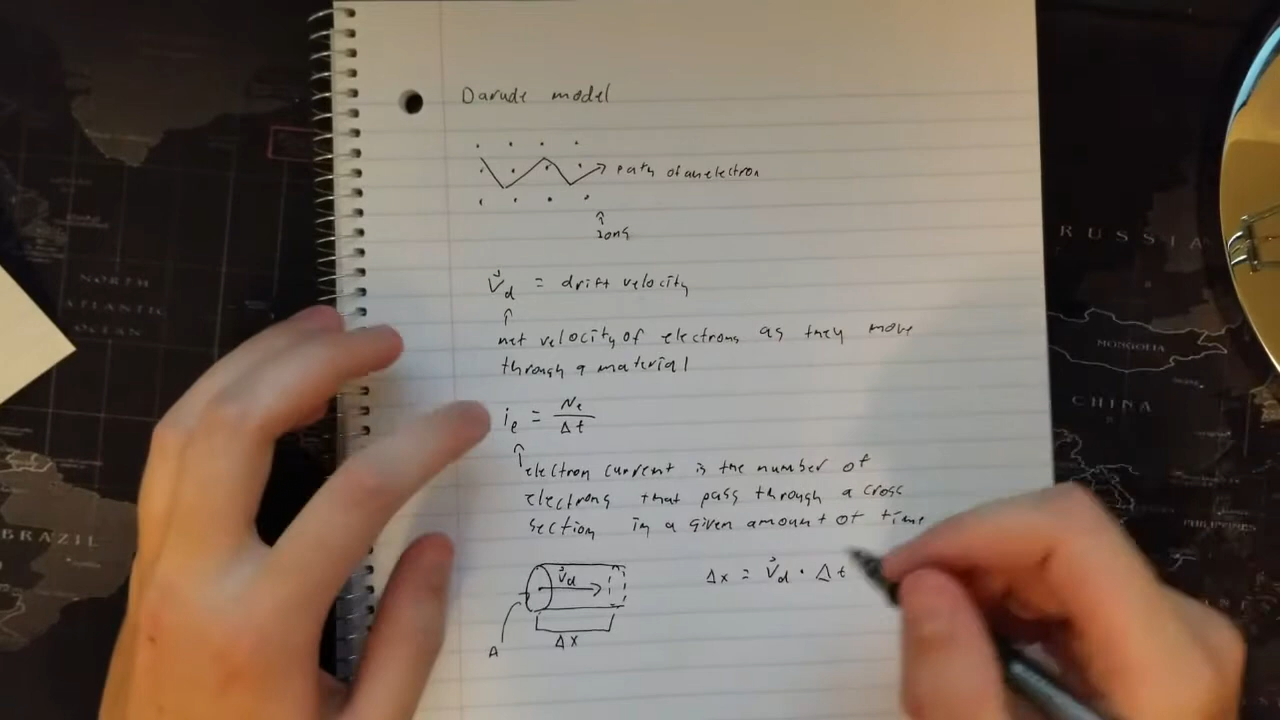 Darude model
path of an electron
ions
v⃗d = drift velocity
net velocity of electrons as they move
through a material
ie = Ne / Δt
electron current is the number of
electrons that pass through a cross
section in a given amount of time
v⃗d
Δx = v⃗d · Δt
Δx
A
NORTH
ATLANTIC
OCEAN
BRAZIL
RUSSIA
MONGOLIA
CHINA